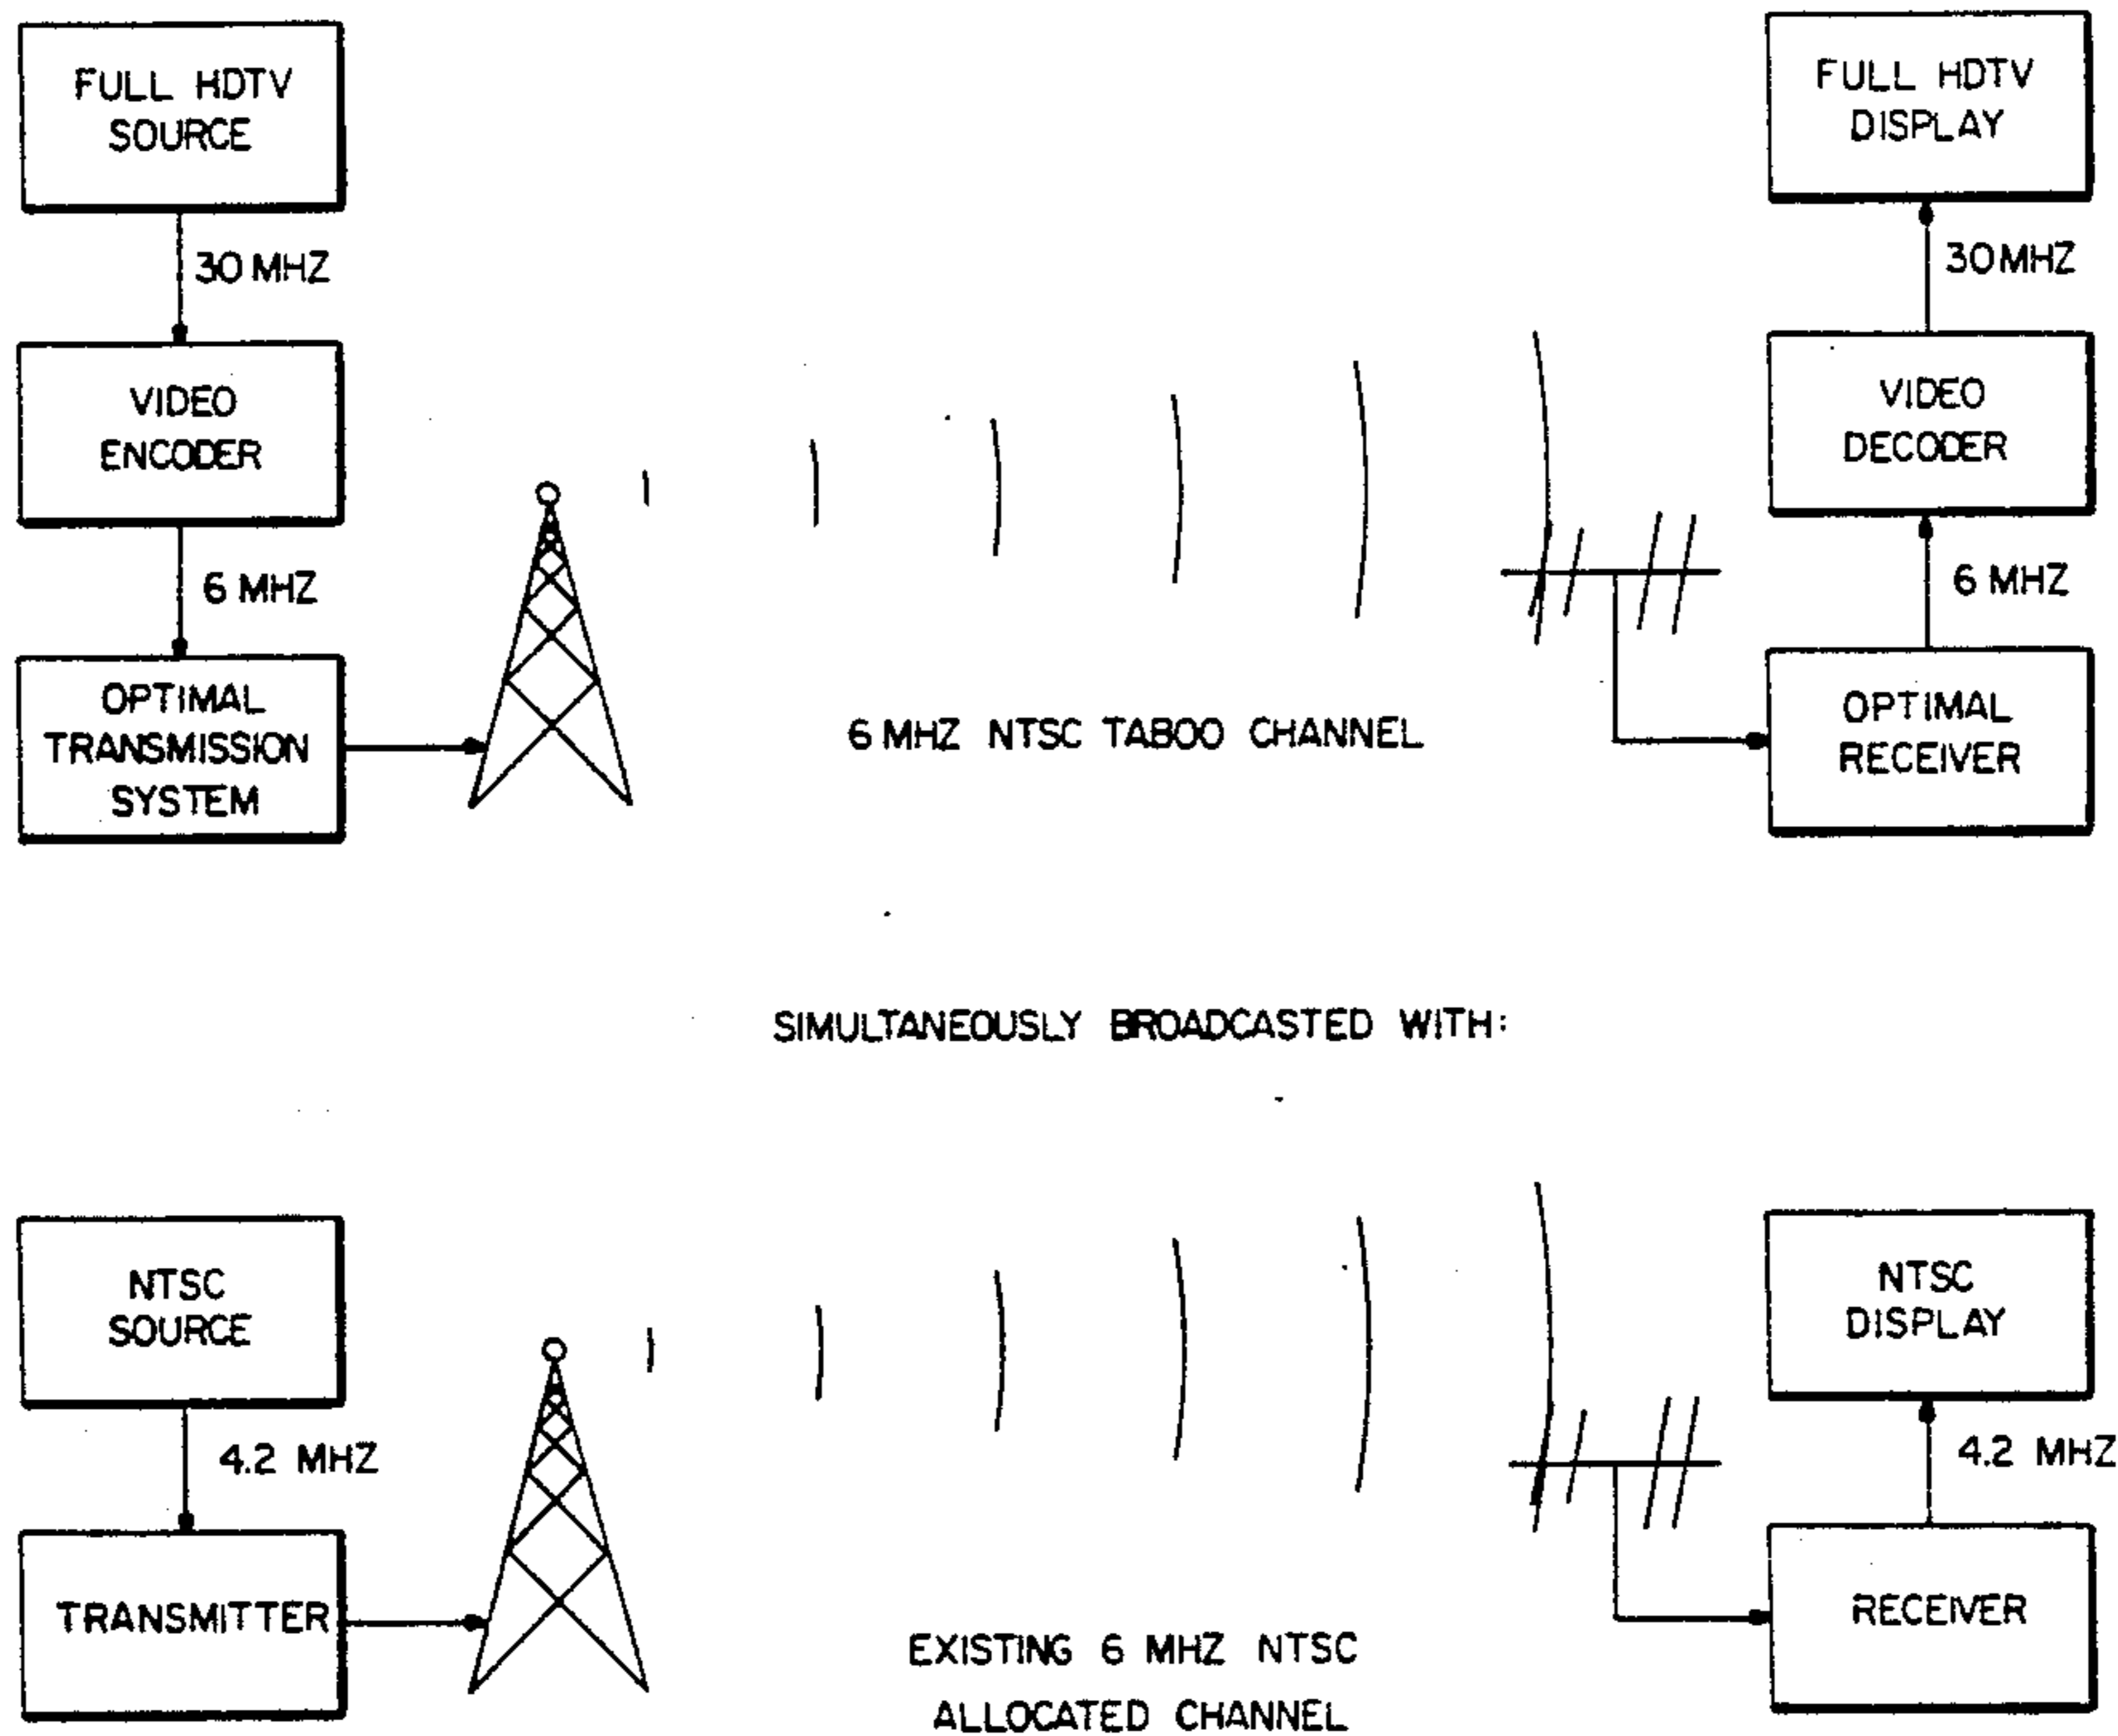 FULL HDTV
SOURCE
30 MHZ
VIDEO
ENCODER
6 MHZ
OPTIMAL
TRANSMISSION
SYSTEM
6 MHZ NTSC TABOO CHANNEL
FULL HDTV
DISPLAY
30 MHZ
VIDEO
DECODER
6 MHZ
OPTIMAL
RECEIVER
SIMULTANEOUSLY BROADCASTED WITH:
NTSC
SOURCE
4.2 MHZ
TRANSMITTER
EXISTING 6 MHZ NTSC
ALLOCATED CHANNEL
NTSC
DISPLAY
4.2 MHZ
RECEIVER